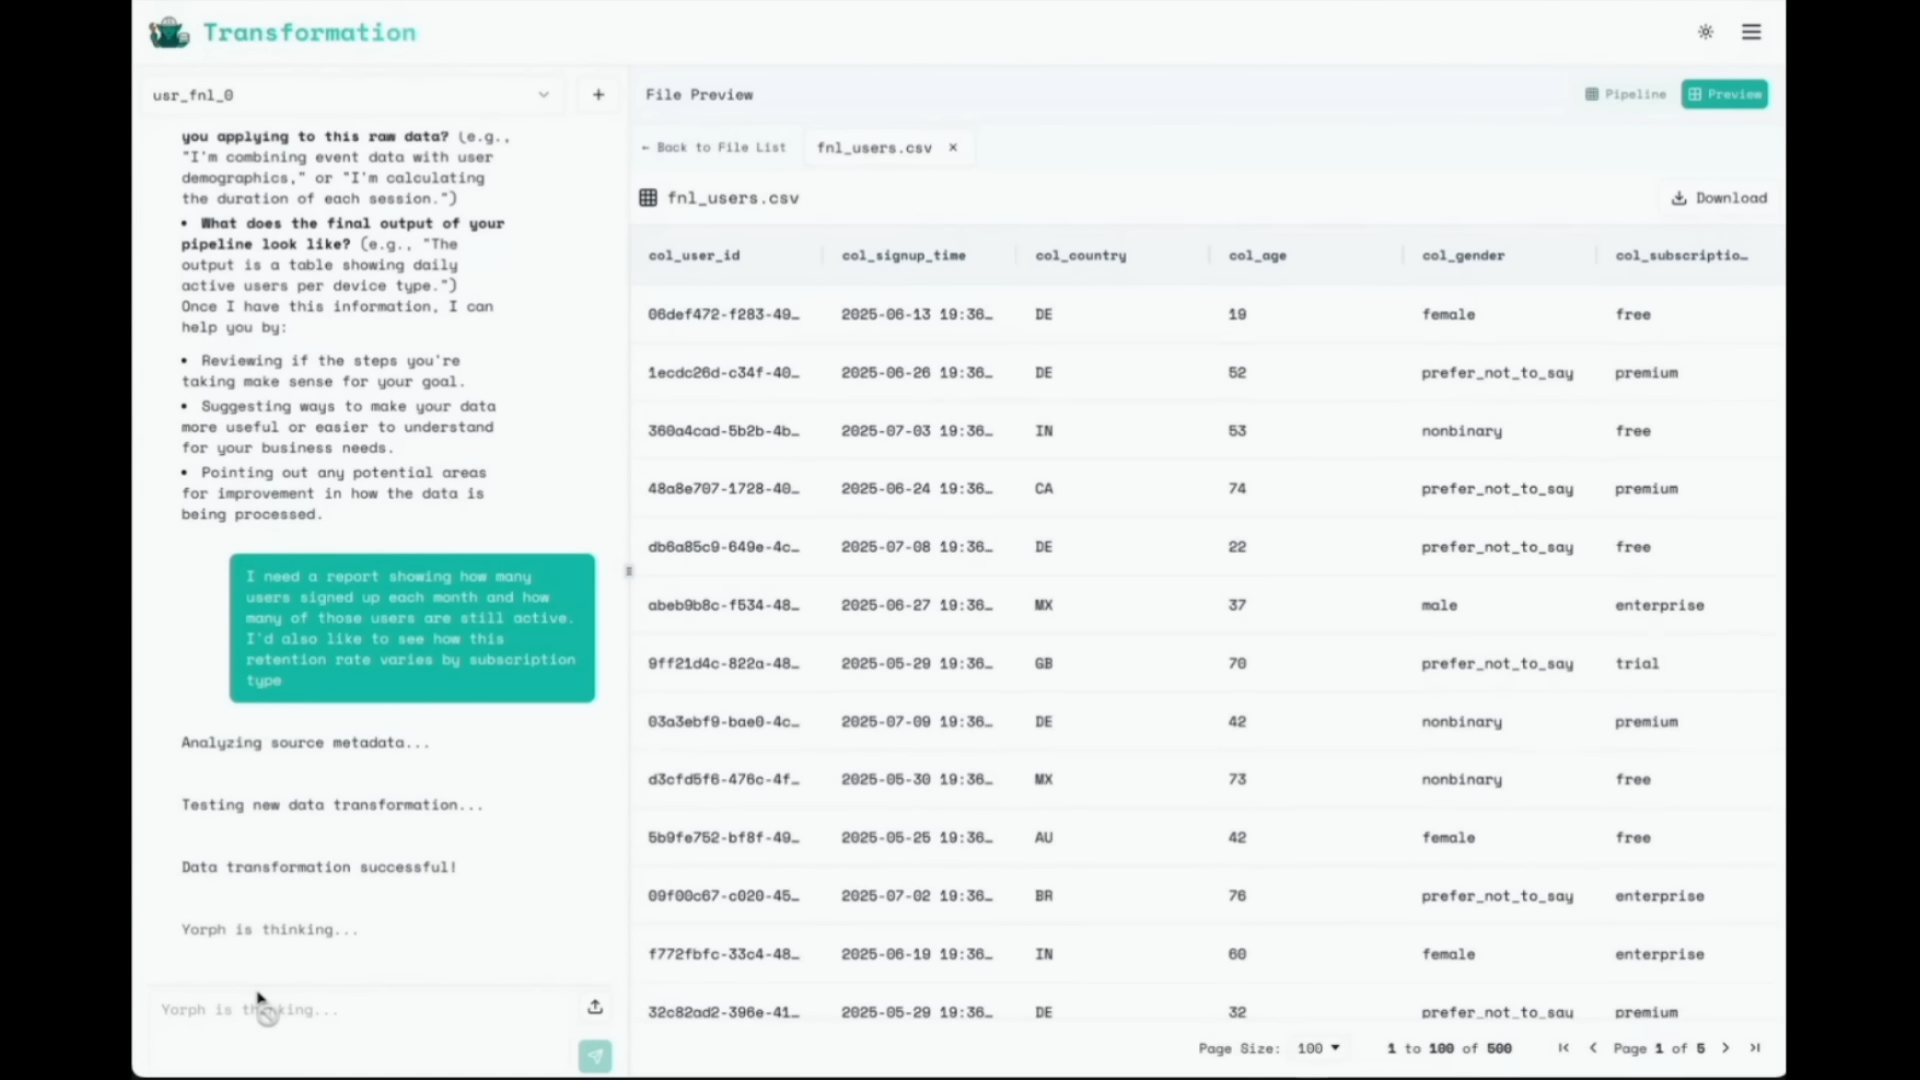 Transformation
usr_fnl_0
+
File Preview
Pipeline
Preview
you applying to this raw data? (e.g.,
"I'm combining event data with user
demographics," or "I'm calculating
the duration of each session.")
• What does the final output of your
pipeline look like? (e.g., "The
output is a table showing daily
active users per device type.")
Once I have this information, I can
help you by:
• Reviewing if the steps you're
taking make sense for your goal.
• Suggesting ways to make your data
more useful or easier to understand
for your business needs.
• Pointing out any potential areas
for improvement in how the data is
being processed.
I need a report showing how many
users signed up each month and how
many of those users are still active.
I'd also like to see how this
retention rate varies by subscription
type
Analyzing source metadata...
Testing new data transformation...
Data transformation successful!
Yorph is thinking...
Yorph is thinking...
← Back to File List
fnl_users.csv ×
fnl_users.csv
Download
col_user_id col_signup_time col_country col_age col_gender col_subscriptio…
06def472-f283-49… 2025-06-13 19:36… DE 19 female free
1ecdc26d-c34f-40… 2025-06-26 19:36… DE 52 prefer_not_to_say premium
360a4cad-5b2b-4b… 2025-07-03 19:36… IN 53 nonbinary free
48a8e707-1728-40… 2025-06-24 19:36… CA 74 prefer_not_to_say premium
db6a85c9-649e-4c… 2025-07-08 19:36… DE 22 prefer_not_to_say free
abeb9b8c-f534-48… 2025-06-27 19:36… MX 37 male enterprise
9ff21d4c-822a-48… 2025-05-29 19:36… GB 70 prefer_not_to_say trial
03a3ebf9-bae0-4c… 2025-07-09 19:36… DE 42 nonbinary premium
d3cfd5f6-476c-4f… 2025-05-30 19:36… MX 73 nonbinary free
5b9fe752-bf8f-49… 2025-05-25 19:36… AU 42 female free
09f00c67-c020-45… 2025-07-02 19:36… BR 76 prefer_not_to_say enterprise
f772fbfc-33c4-48… 2025-06-19 19:36… IN 60 female enterprise
32c82ad2-396e-41… 2025-05-29 19:36… DE 32 prefer_not_to_say premium
Page Size: 100 1 to 100 of 500 Page 1 of 5